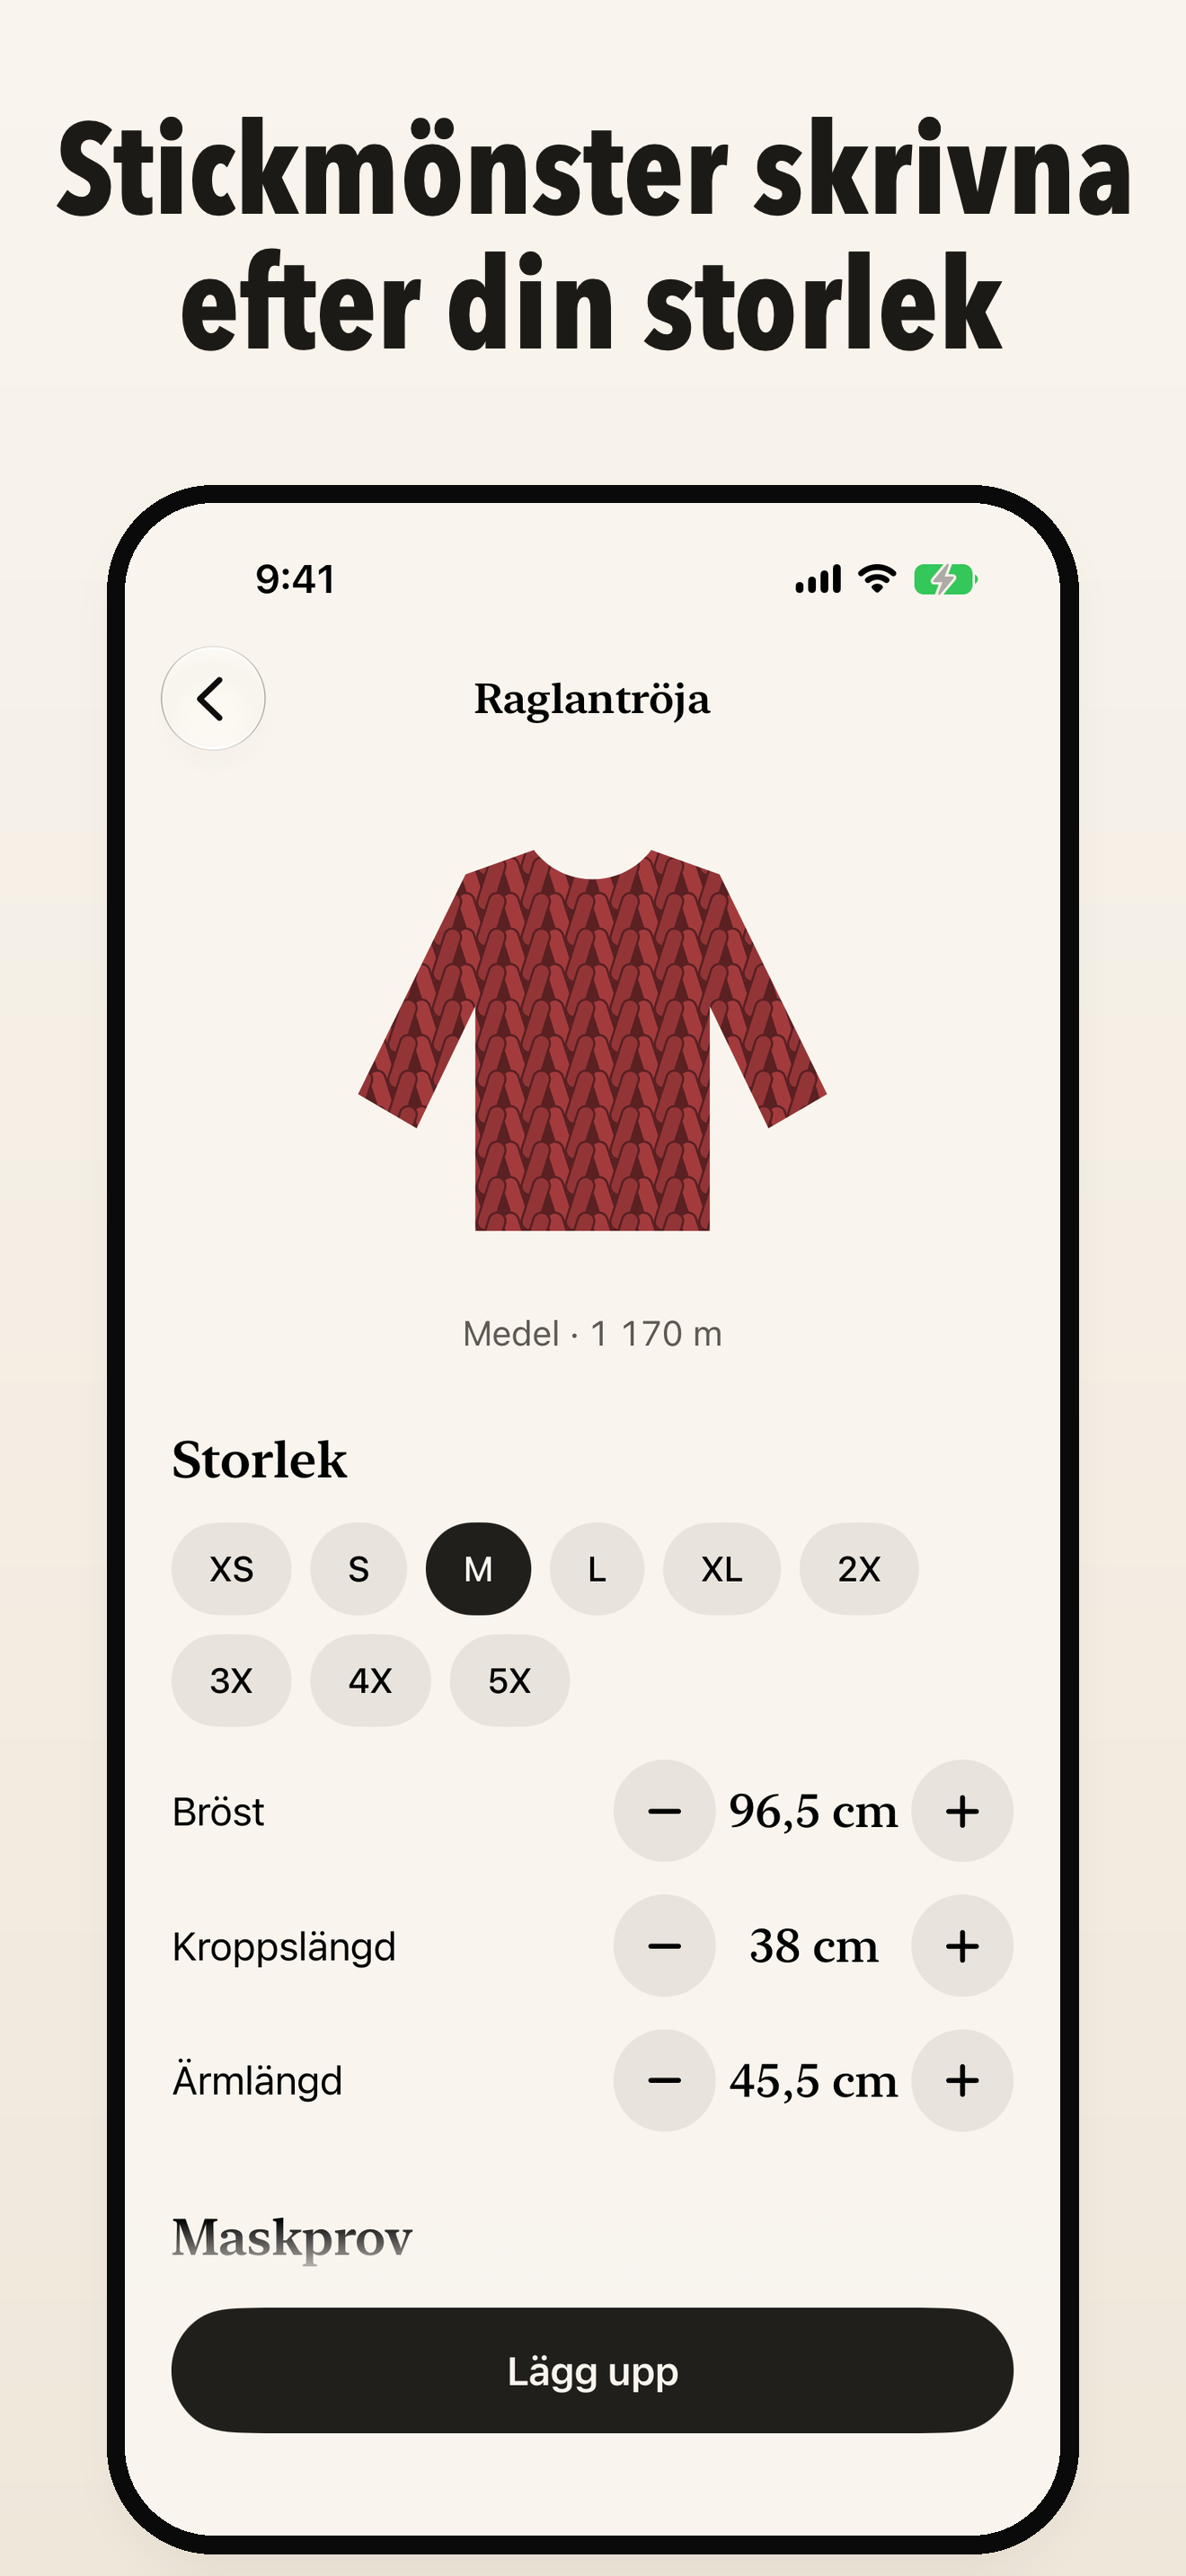 Stickmönster skrivna
efter din storlek
9:41
Raglantröja
Medel · 1 170 m
Storlek
XS S M L XL 2X
3X 4X 5X
Bröst − 96,5 cm +
Kroppslängd − 38 cm +
Ärmlängd − 45,5 cm +
Maskprov
Lägg upp